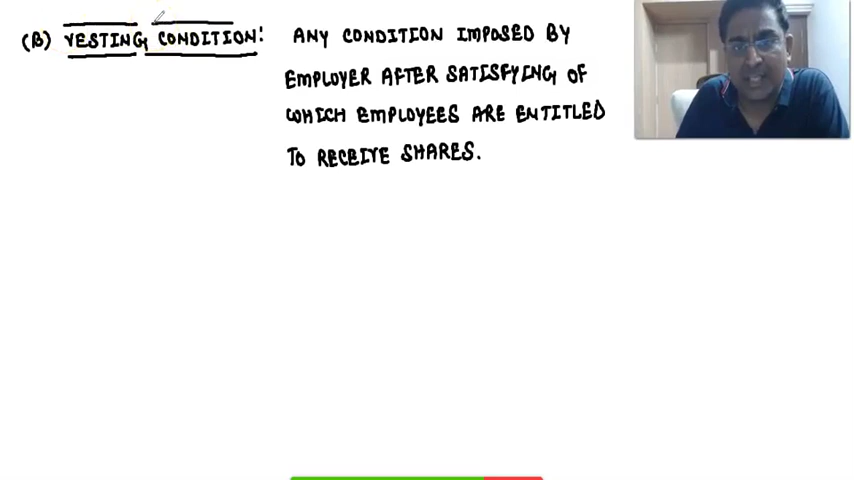 (B) VESTING CONDITION: ANY CONDITION IMPOSED BY
EMPLOYER AFTER SATISFYING OF
WHICH EMPLOYEES ARE ENTITLED
TO RECEIVE SHARES.